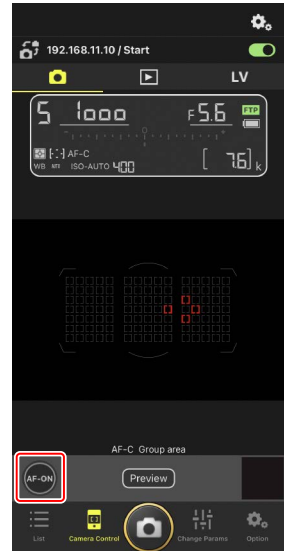 192.168.11.10 / Start
LV
S 1000 F5.6 FTP
AF-C
WB ISO-AUTO 400 [ 7.6] k
AF-C Group area
AF-ON Preview
List Camera Control Change Params Option